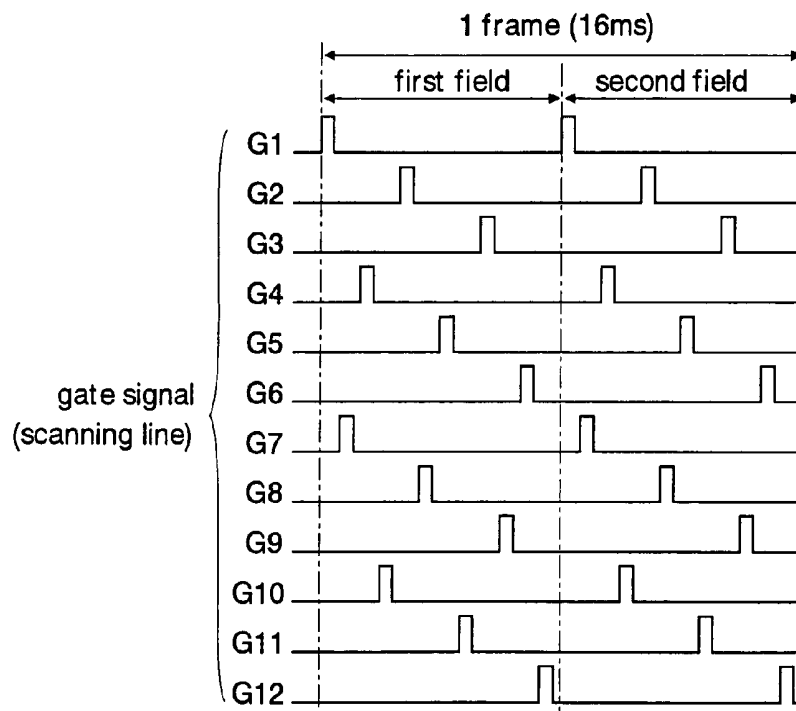 1 frame (16ms)
first field
second field
G1
G2
G3
G4
G5
G6
gate signal
(scanning line)
G7
G8
G9
G10
G11
G12